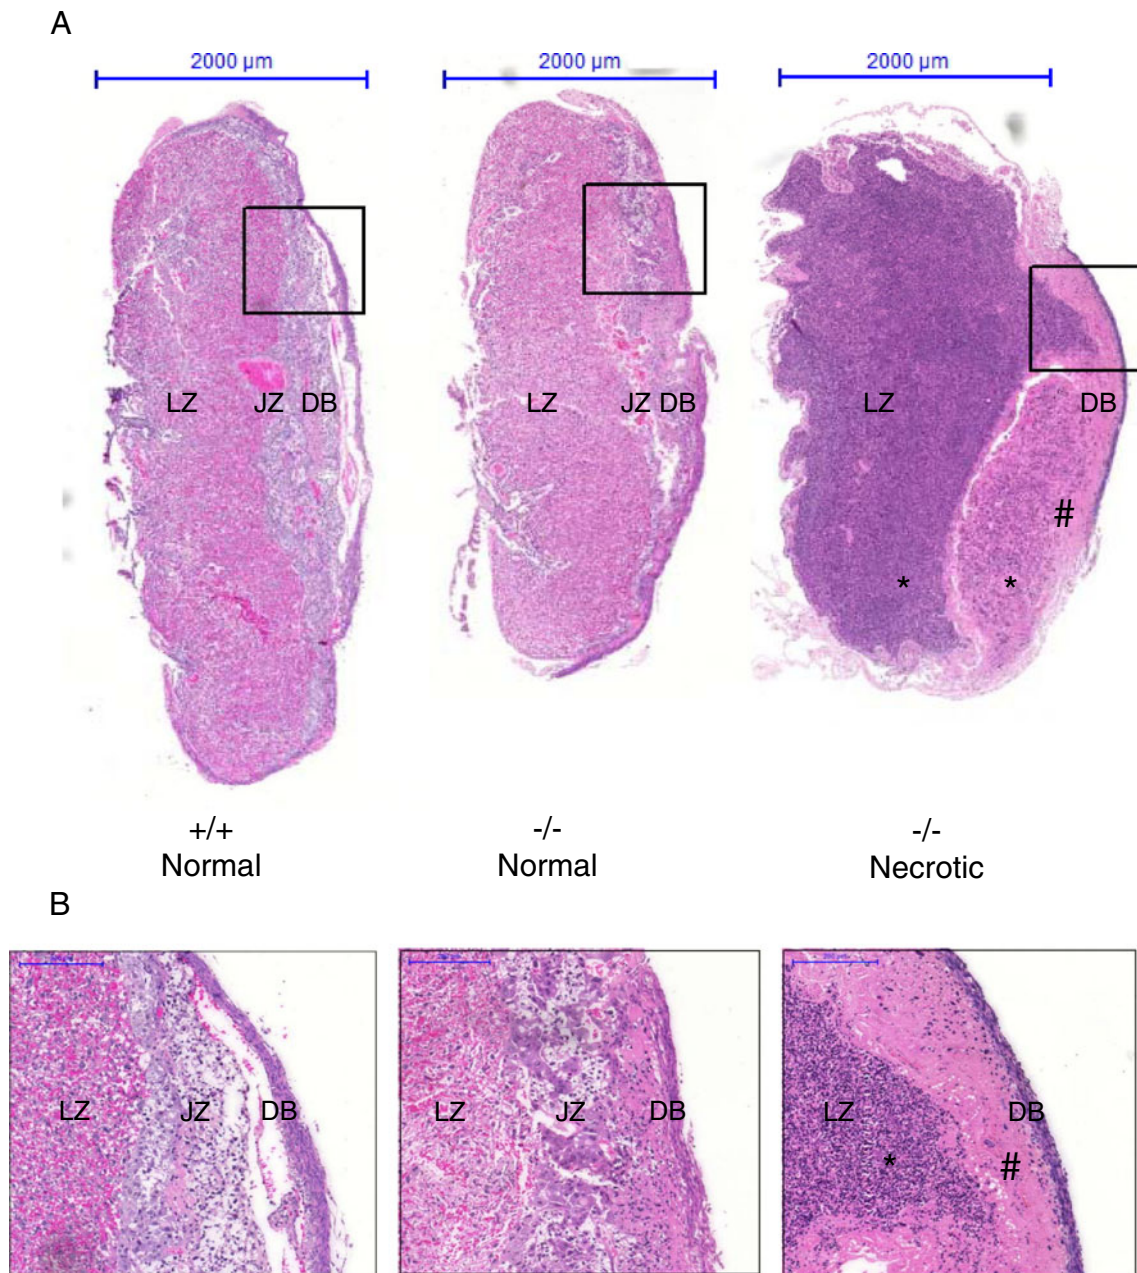 A
2000 µm 2000 µm 2000 µm
LZ JZ DB LZ JZ DB LZ DB
#
* *
+/+ -/- -/-
Normal Normal Necrotic
B
LZ JZ DB LZ JZ DB LZ DB
* #